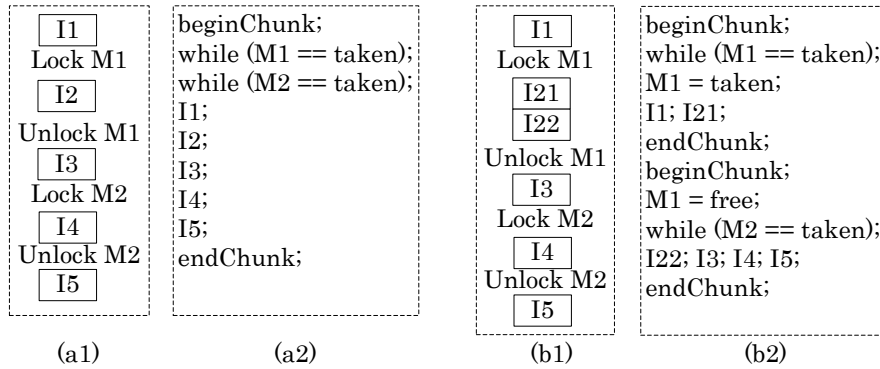 I1
Lock M1
I2
Unlock M1
I3
Lock M2
I4
Unlock M2
I5
(a1)
beginChunk;
while (M1 == taken);
while (M2 == taken);
I1;
I2;
I3;
I4;
I5;
endChunk;
(a2)
I1
Lock M1
I21
I22
Unlock M1
I3
Lock M2
I4
Unlock M2
I5
(b1)
beginChunk;
while (M1 == taken);
M1 = taken;
I1; I21;
endChunk;
beginChunk;
M1 = free;
while (M2 == taken);
I22; I3; I4; I5;
endChunk;
(b2)